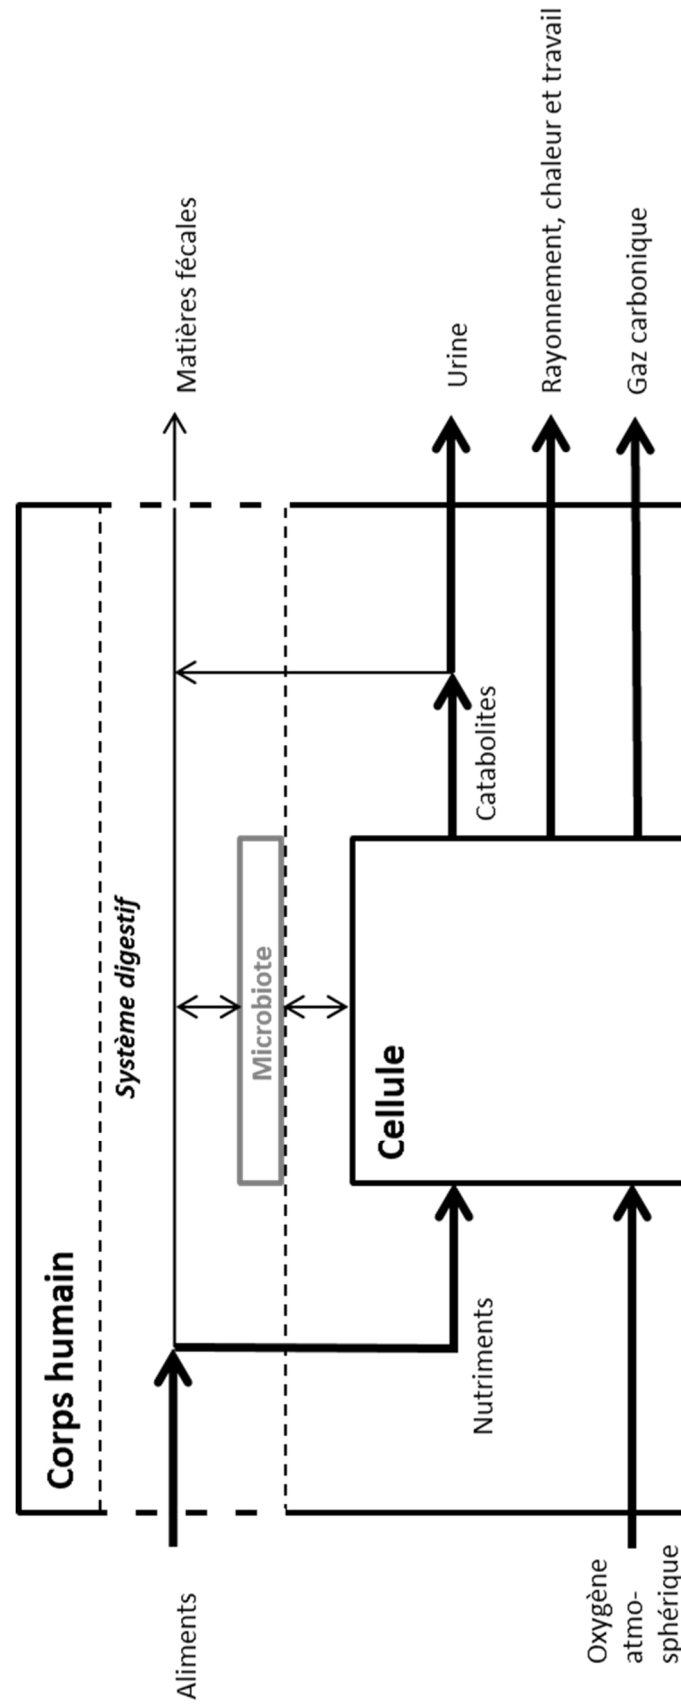 Corps humain
Système digestif
Aliments
Matières fécales
Microbiote
Cellule
Nutriments
Catabolites
Urine
Rayonnement, chaleur et travail
Oxygène
atmo-
sphérique
Gaz carbonique